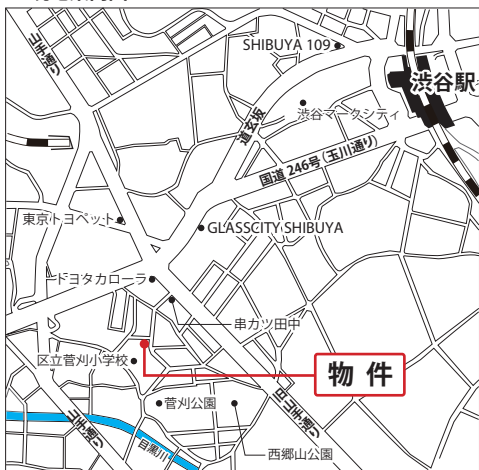 山手通り
SHIBUYA 109
渋谷駅
渋谷マークシティ
道玄坂
国道246号（玉川通り）
東京トヨペット
GLASSCITY SHIBUYA
トヨタカローラ
串カツ田中
区立菅刈小学校
物件
菅刈公園
旧山手通り
山手通り
目黒川
西郷山公園